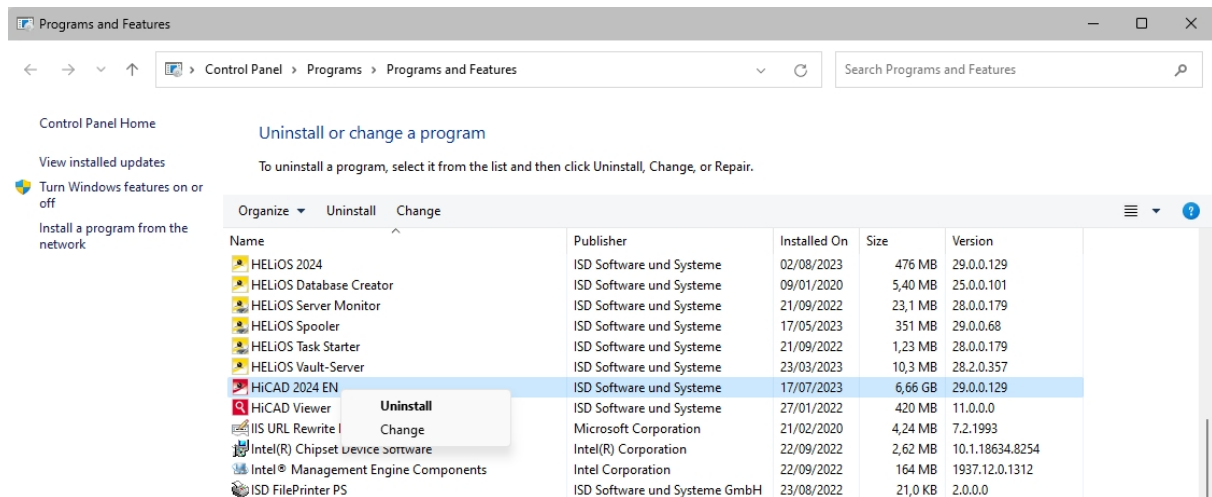 Programs and Features
Control Panel > Programs > Programs and Features
Search Programs and Features
Control Panel Home
View installed updates
Turn Windows features on or
off
Install a program from the
network
Uninstall or change a program
To uninstall a program, select it from the list and then click Uninstall, Change, or Repair.
Organize Uninstall Change
Name Publisher Installed On Size Version
HELiOS 2024 ISD Software und Systeme 02/08/2023 476 MB 29.0.0.129
HELiOS Database Creator ISD Software und Systeme 09/01/2020 5,40 MB 25.0.0.101
HELiOS Server Monitor ISD Software und Systeme 21/09/2022 23,1 MB 28.0.0.179
HELiOS Spooler ISD Software und Systeme 17/05/2023 351 MB 29.0.0.68
HELiOS Task Starter ISD Software und Systeme 21/09/2022 1,23 MB 28.0.0.179
HELiOS Vault-Server ISD Software und Systeme 23/03/2023 10,3 MB 28.2.0.357
HiCAD 2024 EN ISD Software und Systeme 17/07/2023 6,66 GB 29.0.0.129
HiCAD Viewer ISD Software und Systeme 27/01/2022 420 MB 11.0.0.0
IIS URL Rewrite Microsoft Corporation 21/02/2020 4,24 MB 7.2.1993
Intel(R) Chipset Device Software Intel(R) Corporation 22/09/2022 2,62 MB 10.1.18634.8254
Intel® Management Engine Components Intel Corporation 22/09/2022 164 MB 1937.12.0.1312
ISD FilePrinter PS ISD Software und Systeme GmbH 23/08/2022 21,0 KB 2.0.0.0
Uninstall
Change